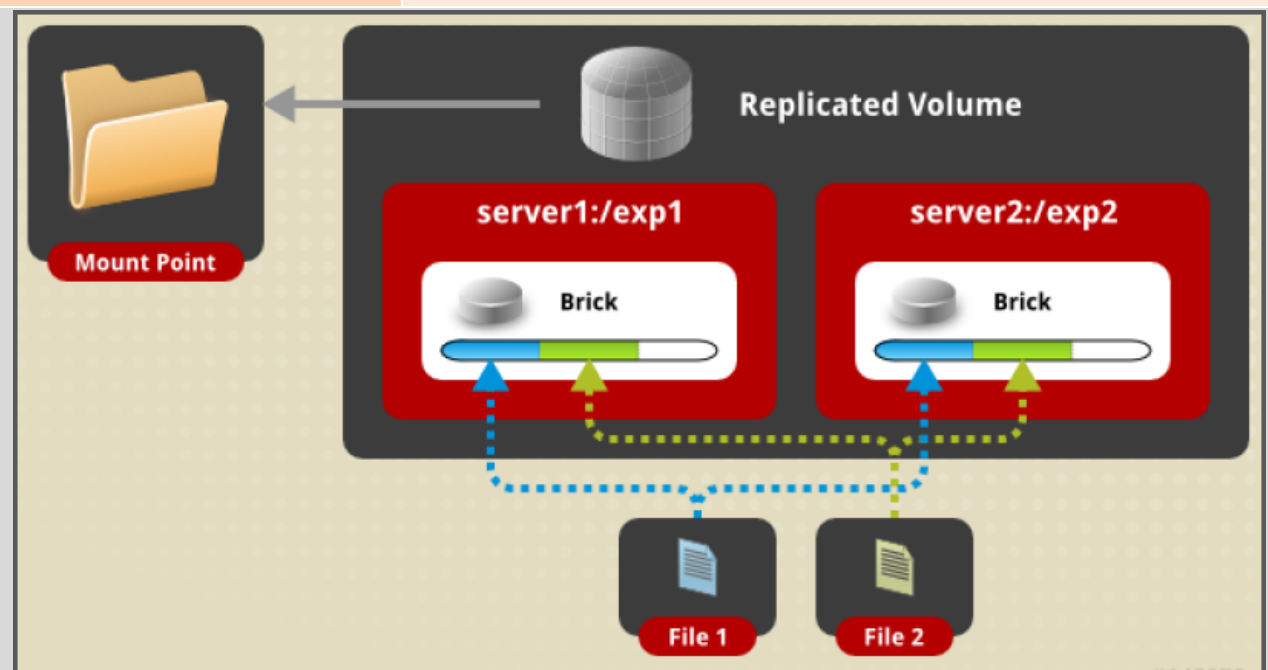 Replicated Volume
Mount Point
server1:/exp1
server2:/exp2
Brick
Brick
File 1
File 2